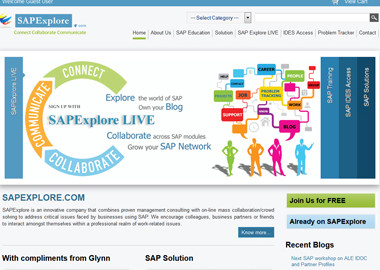 Welcome Guest User
View Cart
SAPExplore
.com
Connect Collaborate Communicate
---Select Category---
Home About Us SAP Education Solution SAP Explore LIVE IDES Access Problem Tracker Contact
SAPExplore LIVE
CONNECT
COMMUNICATE
COLLABORATE
SIGN UP WITH
SAPExplore LIVE
Explore the world of SAP
Own your Blog
Collaborate across SAP modules
Grow your SAP Network
CAREER
PEOPLE
JOB
PROBLEM TRACKING
SUPPORT
WORK
BLOG
SAP Training
SAP IDES Access
SAP Solutions
SAPEXPLORE.COM
SAPExplore is an innovative company that combines proven management consulting with on-line mass collaboration/crowd
solving to address critical issues faced by businesses using SAP. We encourage colleagues, business partners or friends
to interact amongst themselves within a professional realm of work-related issues.
Know more...
Join Us for FREE
Already on SAPExplore
Recent Blogs
Next SAP workshop on ALE IDOC
and Partner Profiles
With compliments from Glynn
SAP Solution